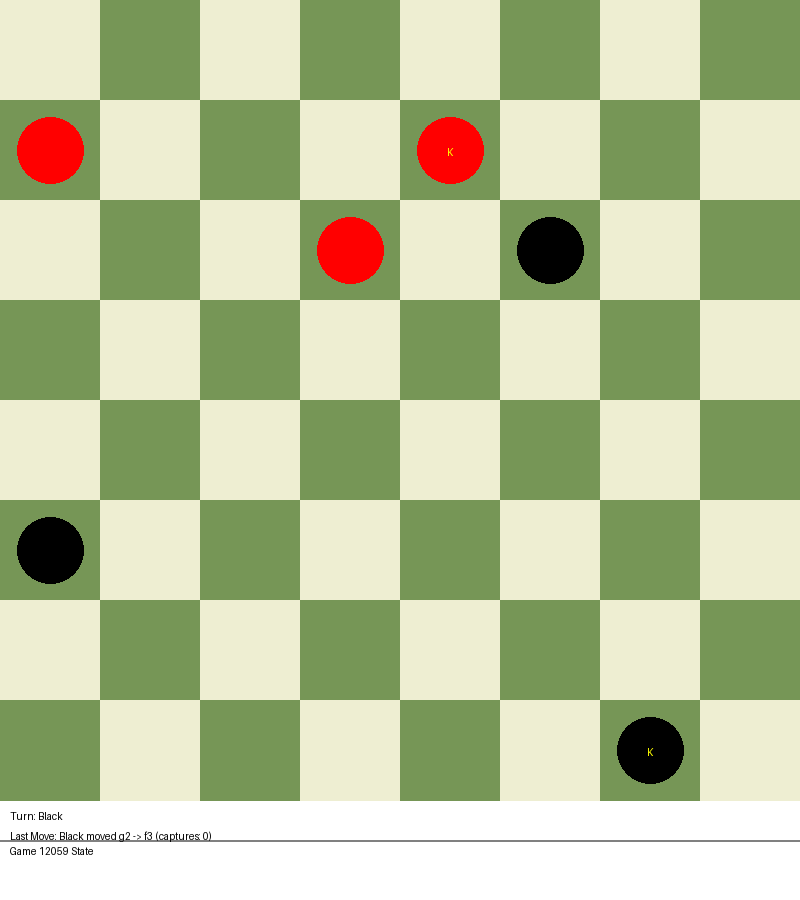 K
K
Turn: Black
Last Move: Black moved g2 -> f3 (captures: 0)
Game 12059 State